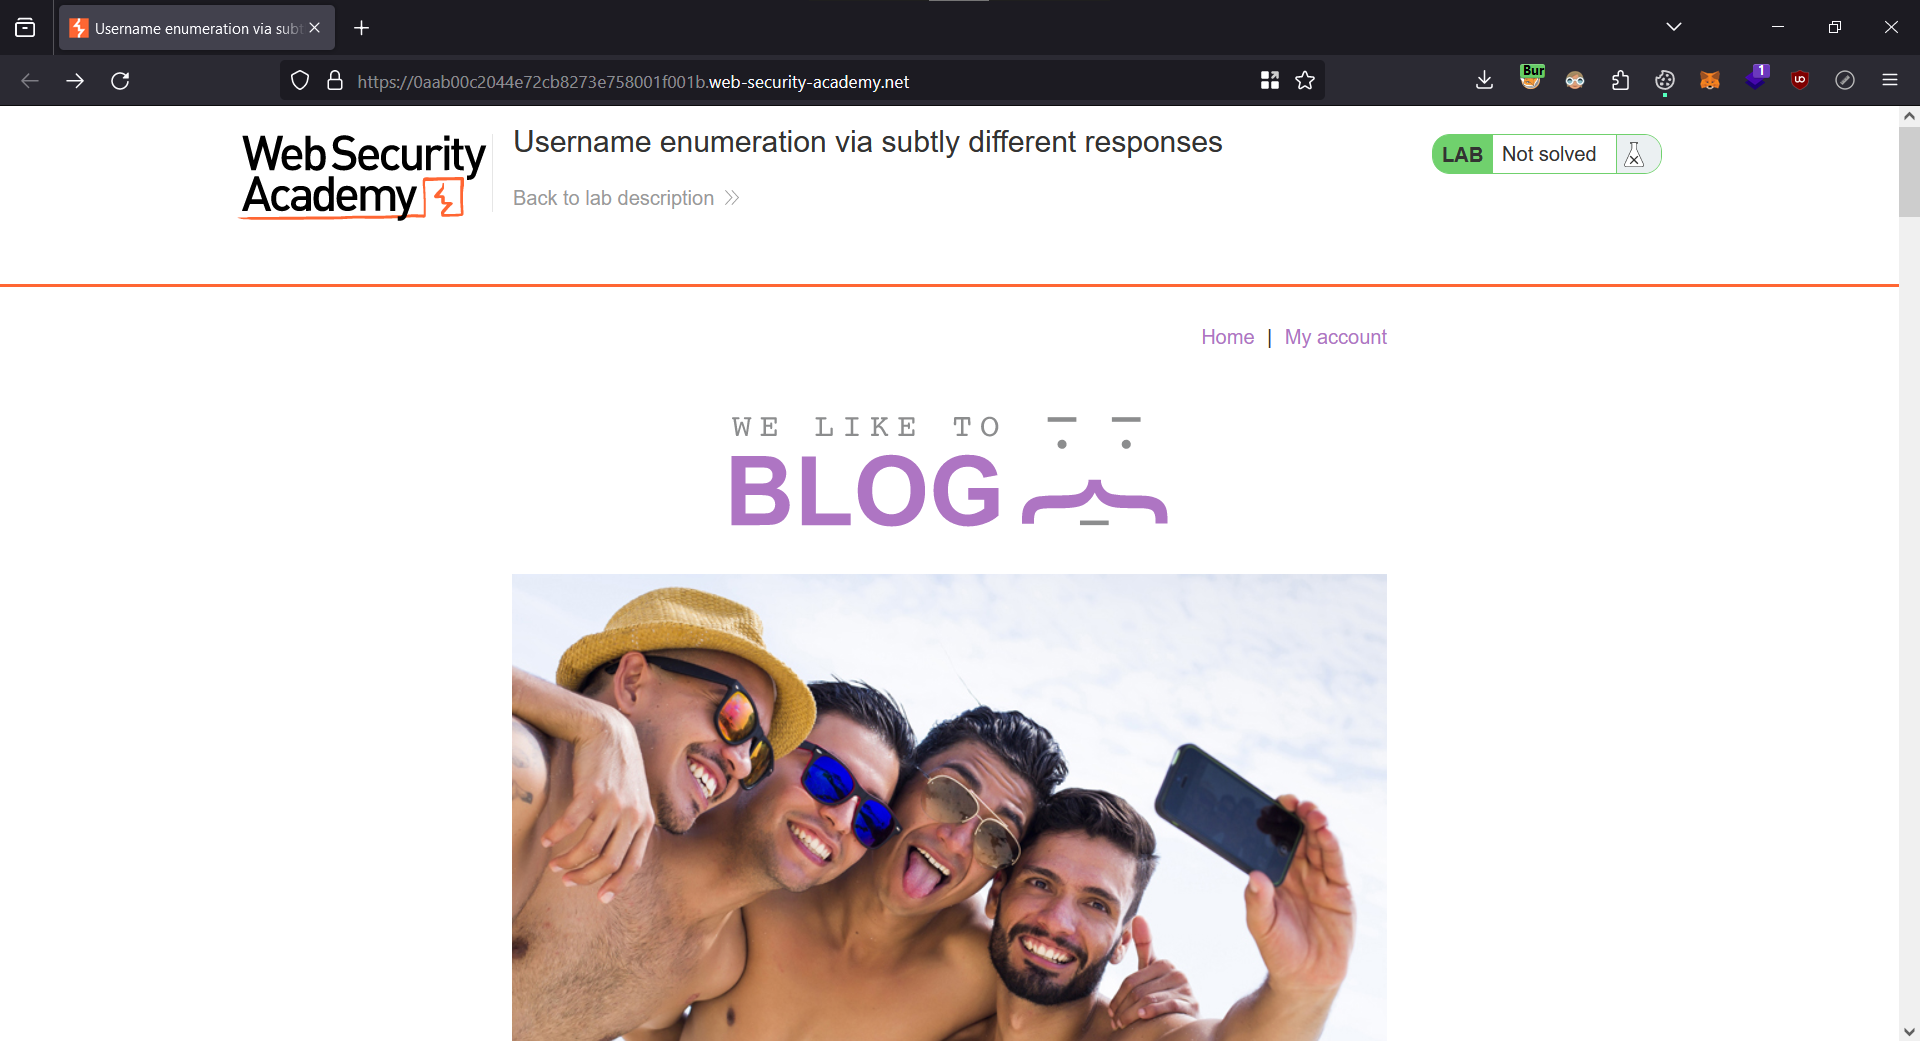 Username enumeration via subt
Bur
1
https://0aab00c2044e72cb8273e758001f001b.web-security-academy.net
Web Security
Academy
Username enumeration via subtly different responses
Back to lab description
LAB
Not solved
Home | My account
WE LIKE TO
BLOG